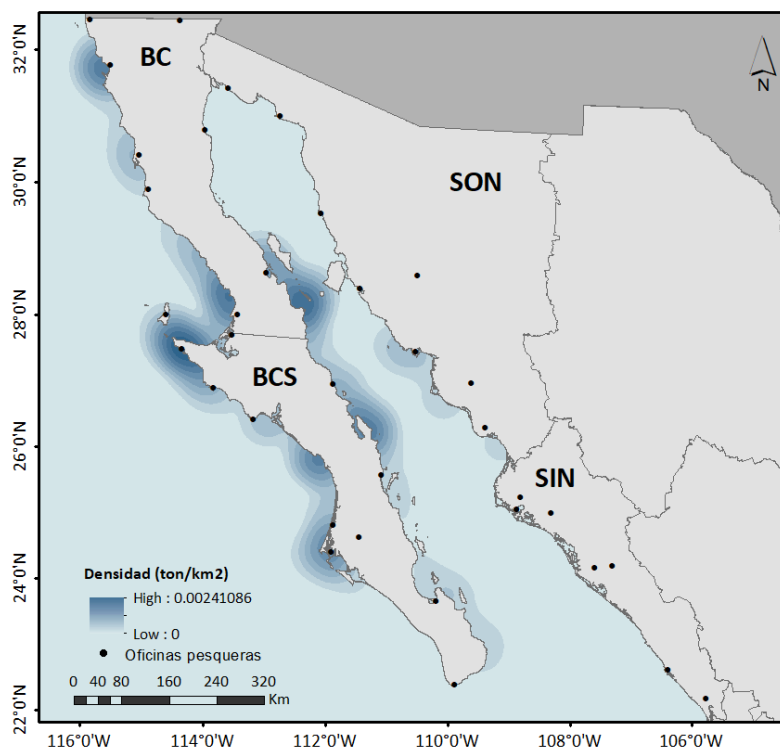 32°0'N
30°0'N
28°0'N
26°0'N
24°0'N
22°0'N
BC
SON
BCS
SIN
N
Densidad (ton/km2)
High : 0.00241086
Low : 0
Oficinas pesqueras
0 40 80 160 240 320
Km
116°0'W 114°0'W 112°0'W 110°0'W 108°0'W 106°0'W